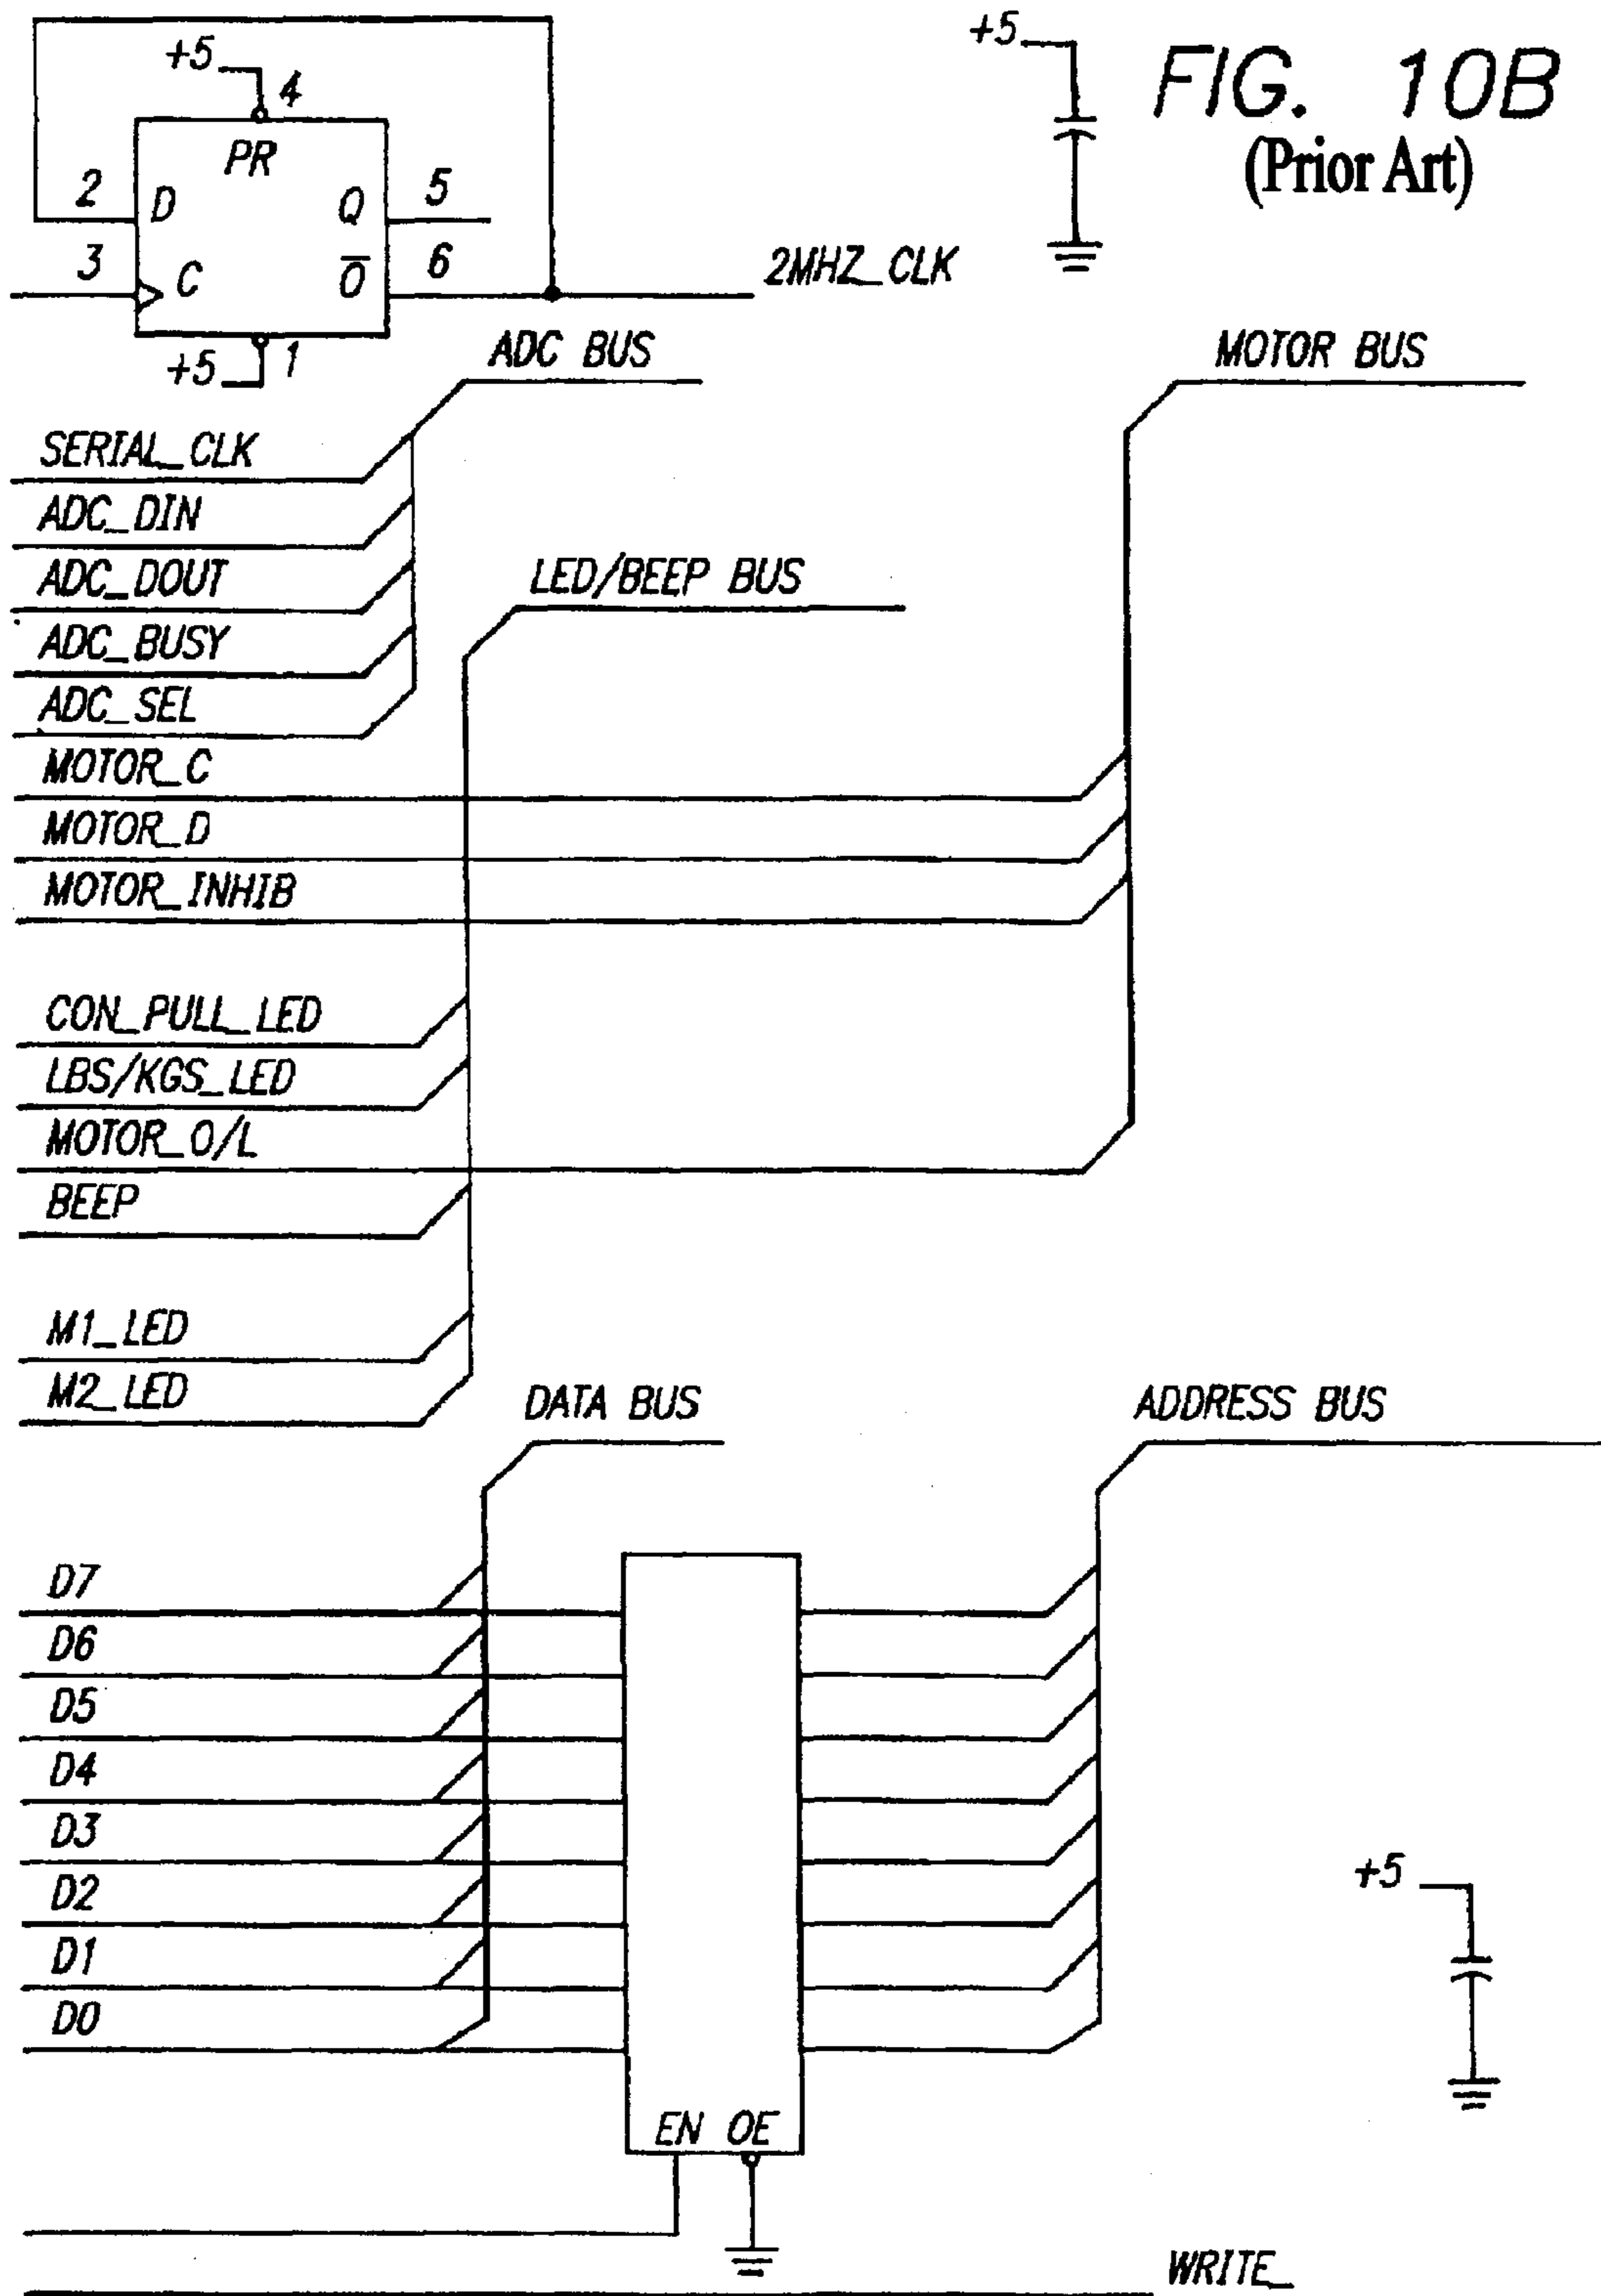 FIG. 10B
(Prior Art)
+5
+5
4
PR
2
D
Q
5
3
C
O
6
2MHZ_CLK
+5
1
ADC BUS
MOTOR BUS
SERIAL_CLK
ADC_DIN
ADC_DOUT
LED/BEEP BUS
ADC_BUSY
ADC_SEL
MOTOR_C
MOTOR_D
MOTOR_INHIB
CON_PULL_LED
LBS/KGS_LED
MOTOR_O/L
BEEP
M1_LED
M2_LED
DATA BUS
ADDRESS BUS
D7
D6
D5
D4
D3
D2
D1
D0
+5
EN OE
WRITE_